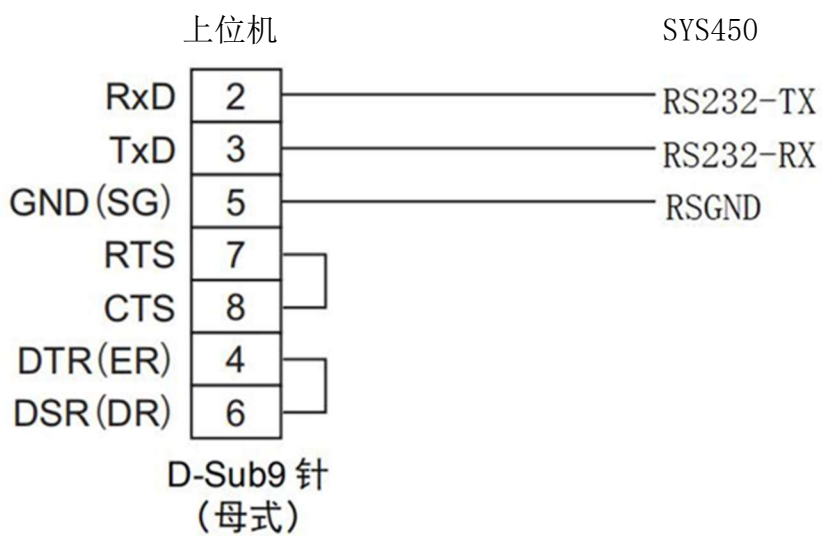 上位机 SYS450
RxD 2 RS232-TX
TxD 3 RS232-RX
GND(SG) 5 RSGND
RTS 7
CTS 8
DTR(ER) 4
DSR(DR) 6
D-Sub9 针
(母式)